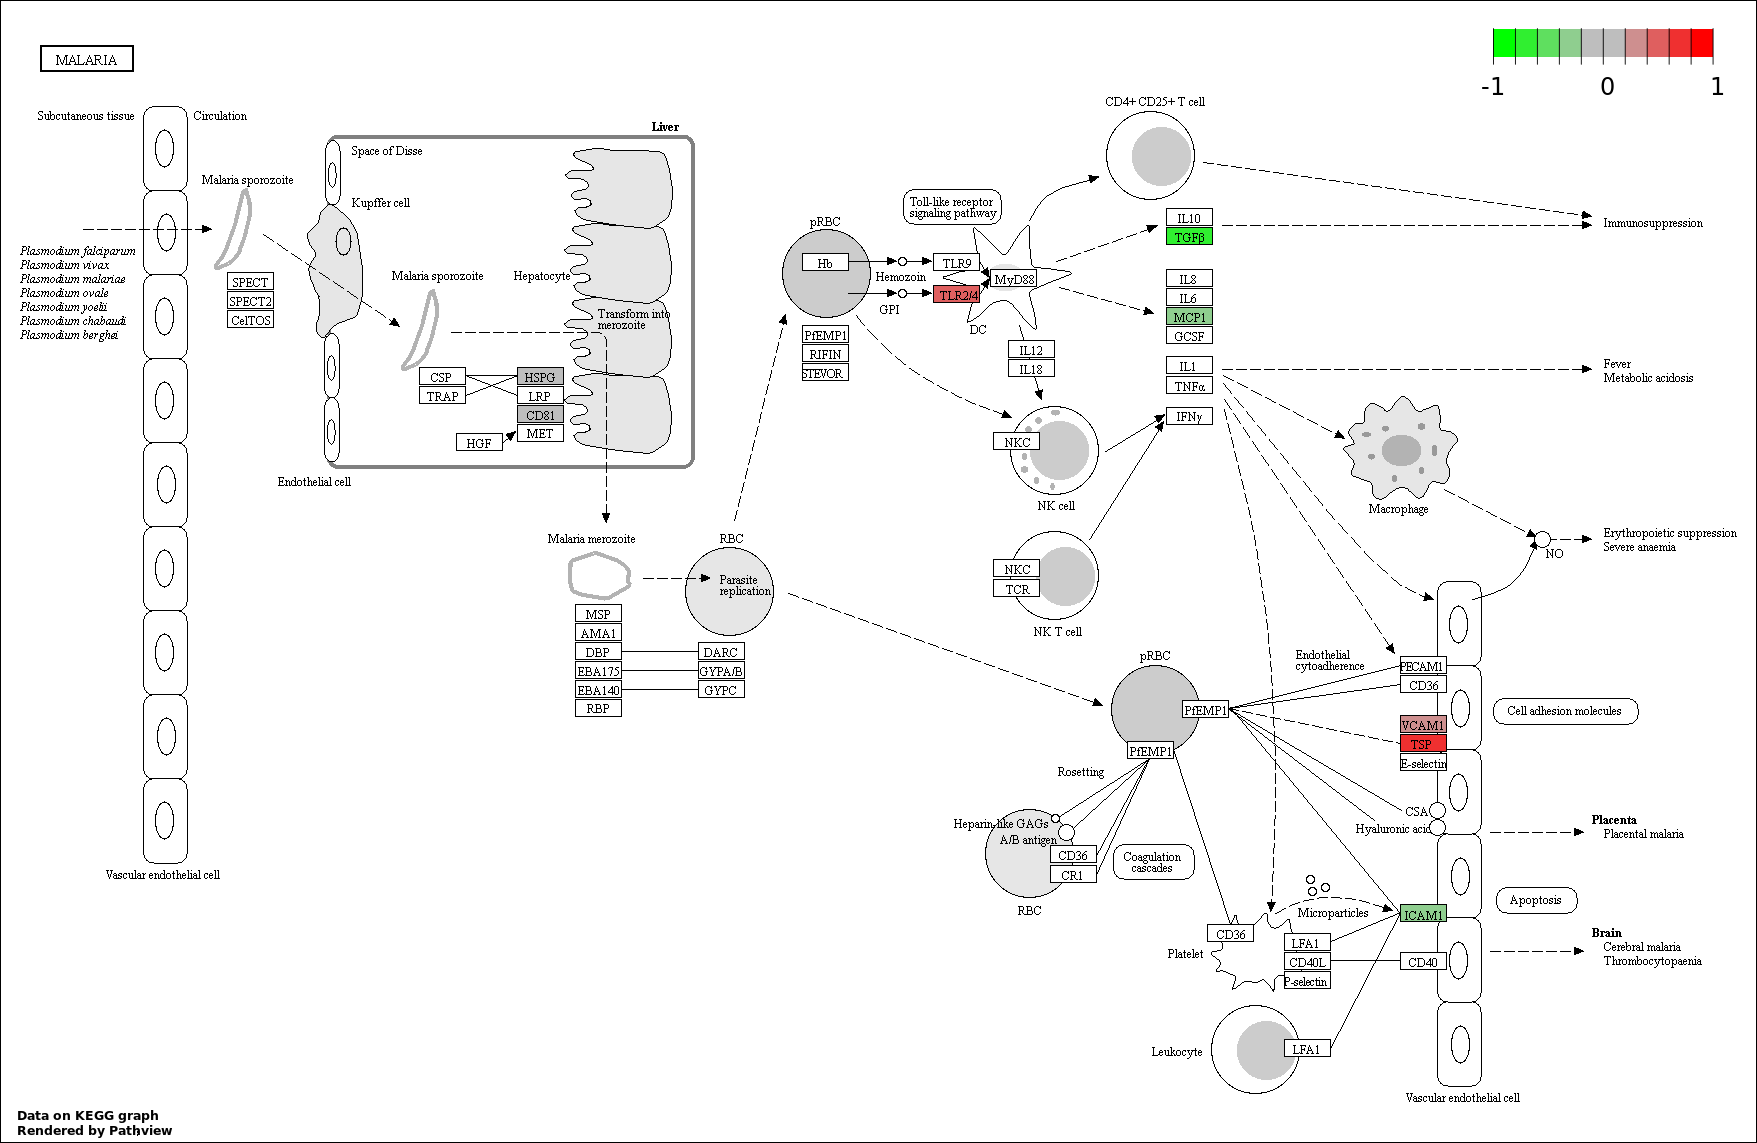 MALARIA
-1
0
1
Subcutaneous tissue
Circulation
Malaria sporozoite
Plasmodium falciparum
Plasmodium vivax
Plasmodium malariae
Plasmodium ovale
Plasmodium yoelii
Plasmodium chabaudi
Plasmodium berghei
SPECT
SPECT2
CelTOS
Vascular endothelial cell
Liver
Space of Disse
Kupffer cell
Malaria sporozoite
Hepatocyte
Transform into
merozoite
CSP
TRAP
HSPG
LRP
CD81
MET
HGF
Endothelial cell
Malaria merozoite
MSP
AMA1
DBP
EBA175
EBA140
RBP
RBC
Parasite
replication
DARC
GYPA/B
GYPC
pRBC
Hb
PfEMP1
RIFIN
STEVOR
Hemozoin
GPI
Toll-like receptor
signaling pathway
TLR9
TLR2/4
MyD88
DC
IL12
IL18
CD4+ CD25+ T cell
IL10
TGFβ
IL8
IL6
MCP1
GCSF
IL1
TNFα
IFNγ
NKC
NK cell
NKC
TCR
NK T cell
Immunosuppression
Fever
Metabolic acidosis
Macrophage
NO
Erythropoietic suppression
Severe anaemia
pRBC
PfEMP1
PfEMP1
Endothelial
cytoadherence
PECAM1
CD36
VCAM1
TSP
E-selectin
Cell adhesion molecules
Rosetting
Heparin-like GAGs
A/B antigen
CD36
CR1
RBC
Coagulation
cascades
CSA
Hyaluronic acid
Placenta
Placental malaria
Apoptosis
Microparticles
ICAM1
Brain
Cerebral malaria
Thrombocytopaenia
CD36
Platelet
LFA1
CD40L
P-selectin
CD40
Leukocyte
LFA1
Vascular endothelial cell
Data on KEGG graph
Rendered by Pathview